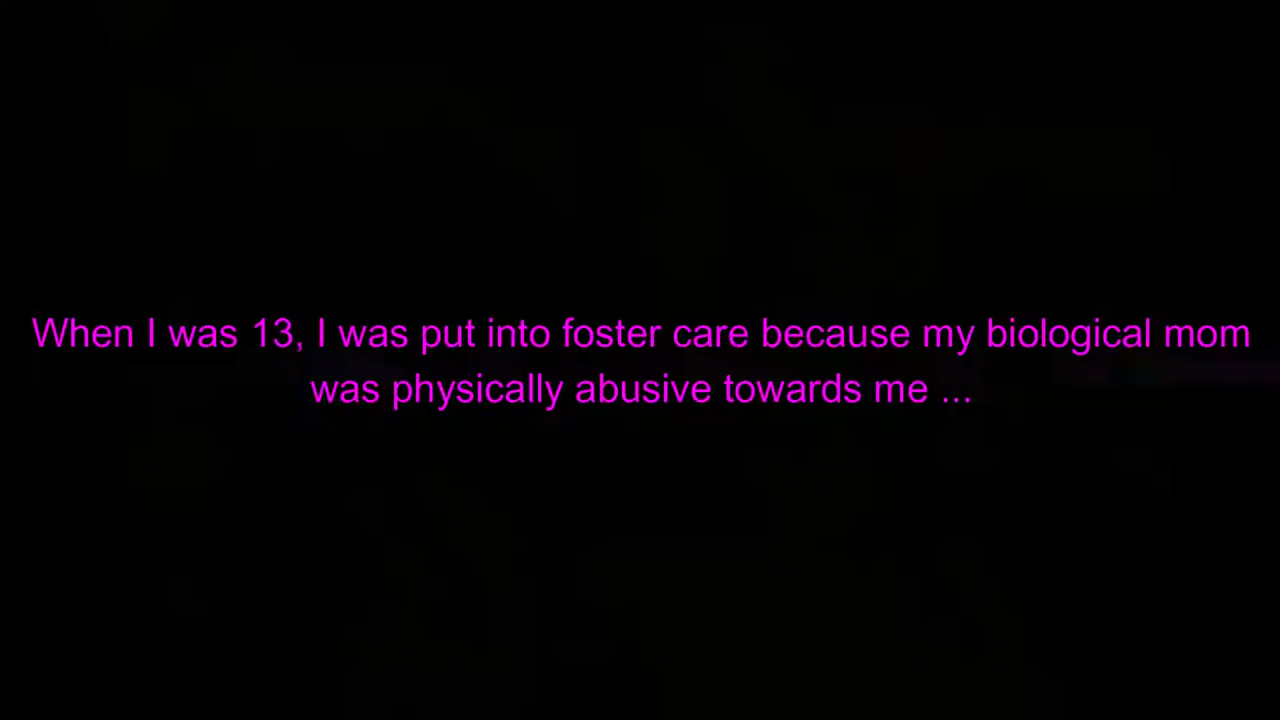 When I was 13, I was put into foster care because my biological mom
was physically abusive towards me ...